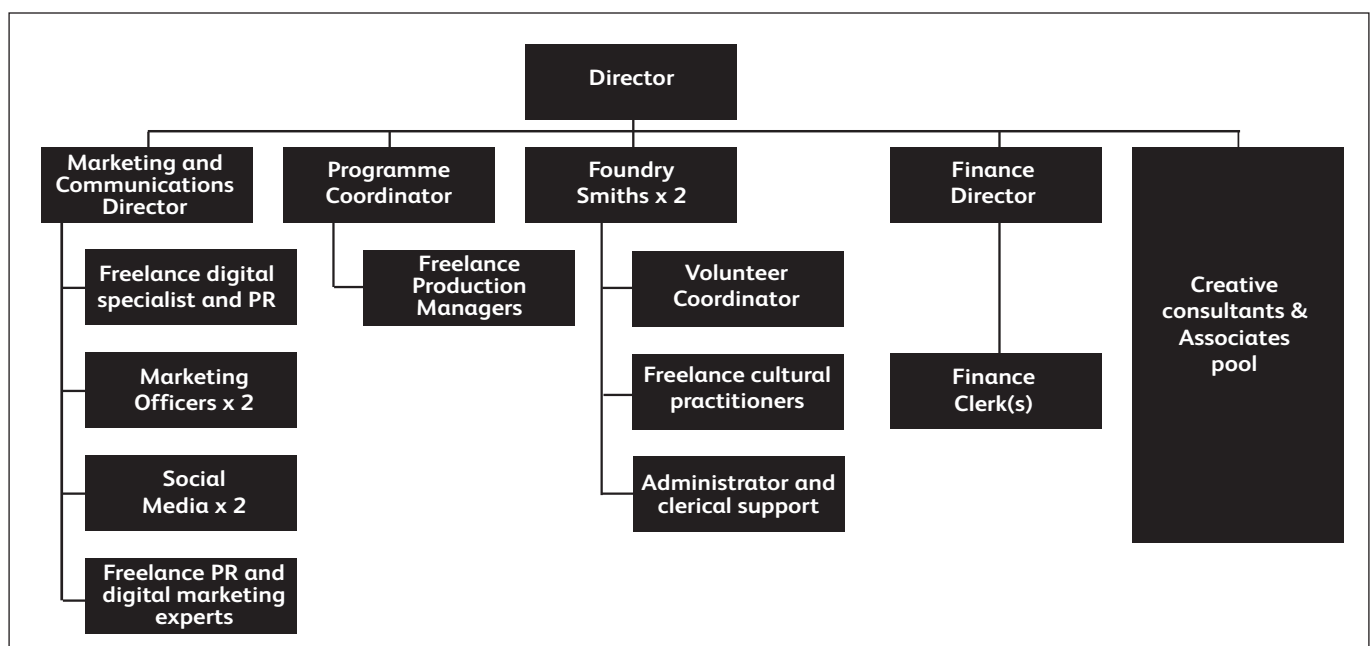 Director
Marketing and
Communications
Director
Programme
Coordinator
Foundry
Smiths x 2
Finance
Director
Creative
consultants &
Associates
pool
Freelance digital
specialist and PR
Marketing
Officers x 2
Social
Media x 2
Freelance PR and
digital marketing
experts
Freelance
Production
Managers
Volunteer
Coordinator
Freelance cultural
practitioners
Administrator and
clerical support
Finance
Clerk(s)